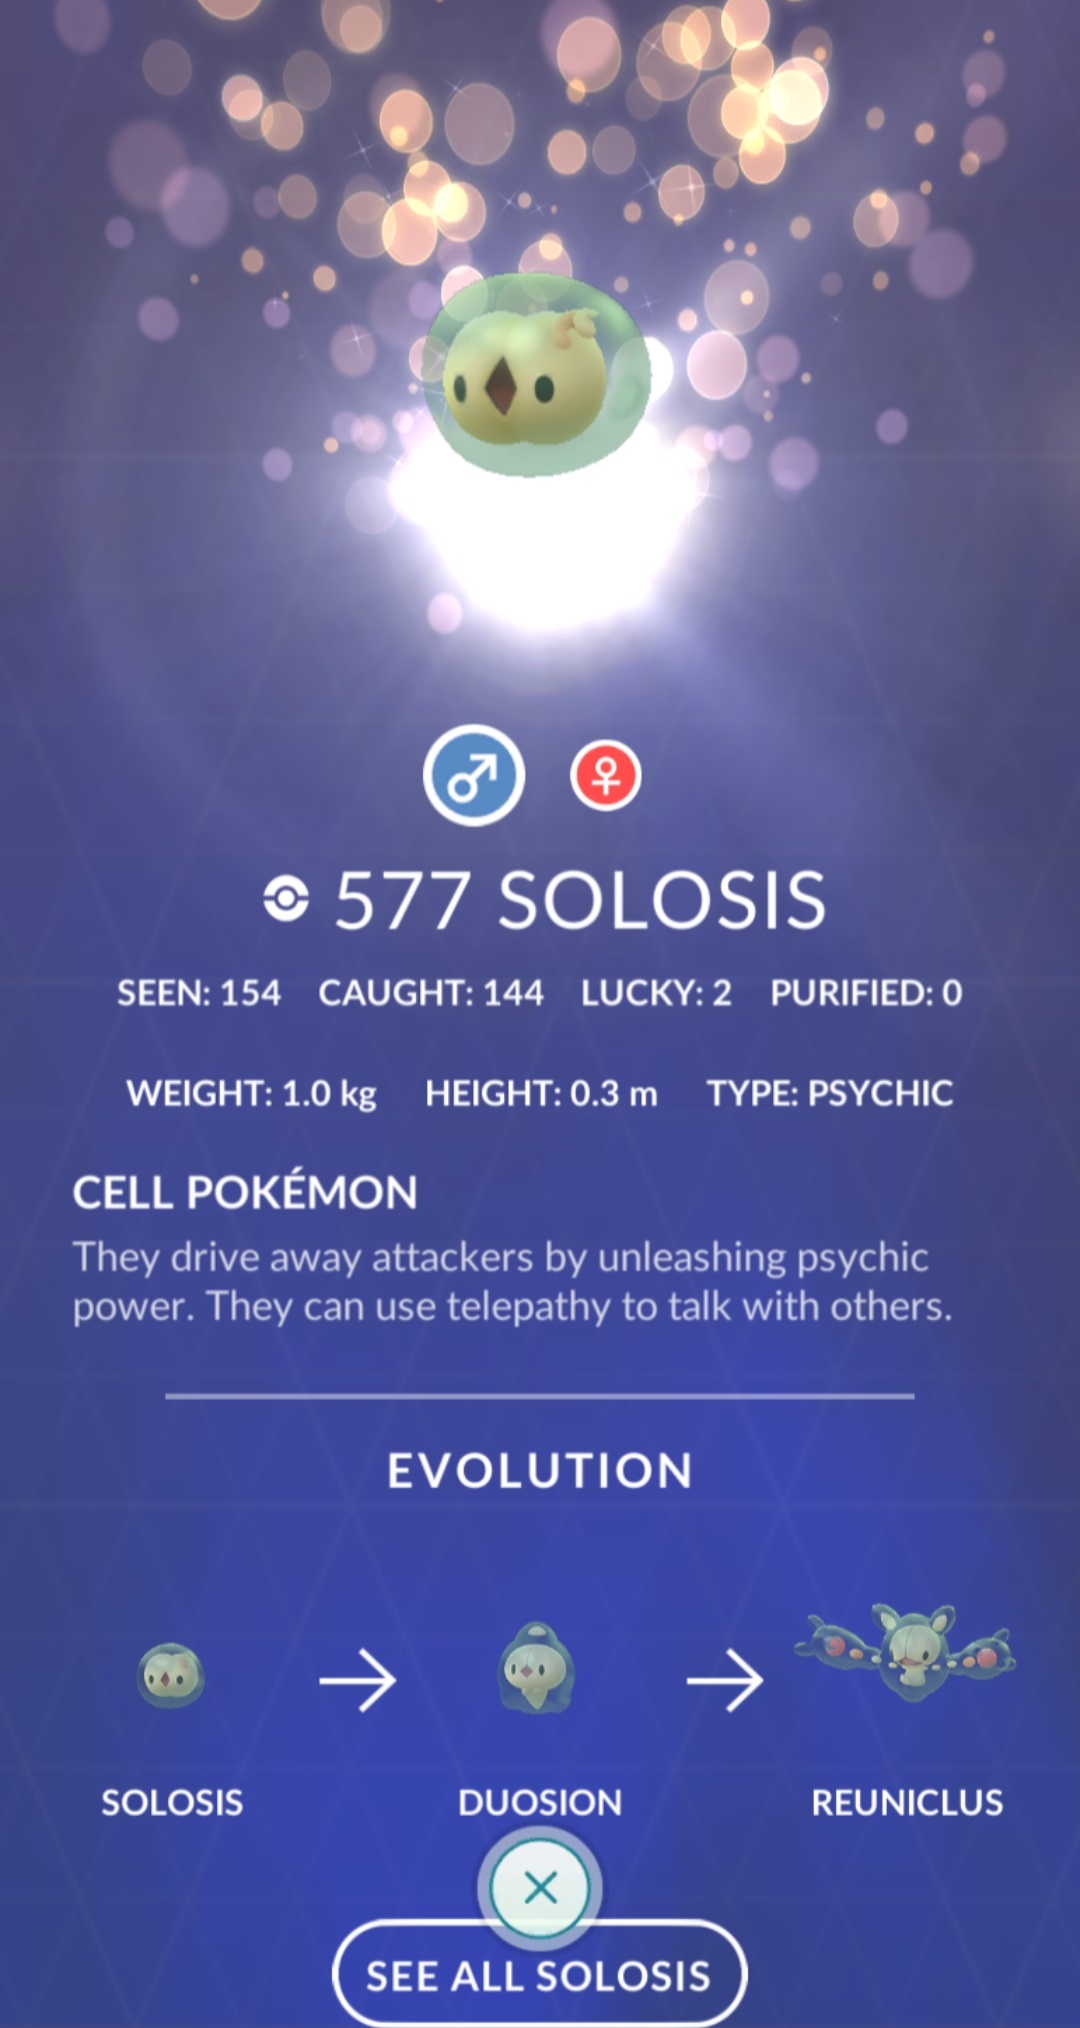 577 SOLOSIS
SEEN: 154 CAUGHT: 144 LUCKY: 2 PURIFIED: 0
WEIGHT: 1.0 kg HEIGHT: 0.3 m TYPE: PSYCHIC
CELL POKÉMON
They drive away attackers by unleashing psychic
power. They can use telepathy to talk with others.
EVOLUTION
SOLOSIS DUOSION REUNICLUS
SEE ALL SOLOSIS